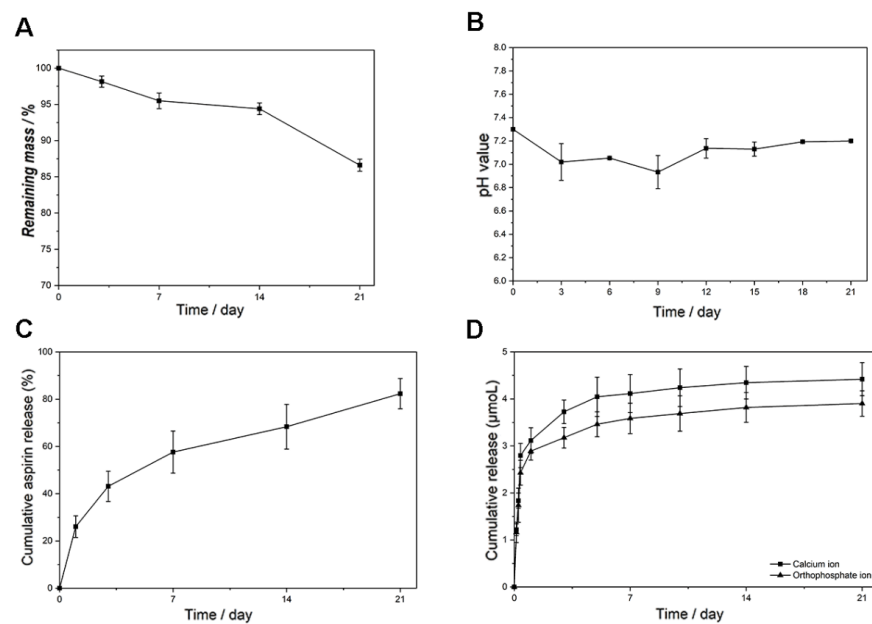 A
100
95
90
85
80
75
70
Remaining mass / %
0 7 14 21
Time / day
B
8.0
7.8
7.6
7.4
7.2
7.0
6.8
6.6
6.4
6.2
6.0
pH value
0 3 6 9 12 15 18 21
Time / day
C
100
80
60
40
20
0
Cumulative aspirin release (%)
0 7 14 21
Time / day
D
5
4
3
2
1
0
Cumulative release (μmoL)
0 7 14 21
Time / day
Calcium ion
Orthophosphate ion